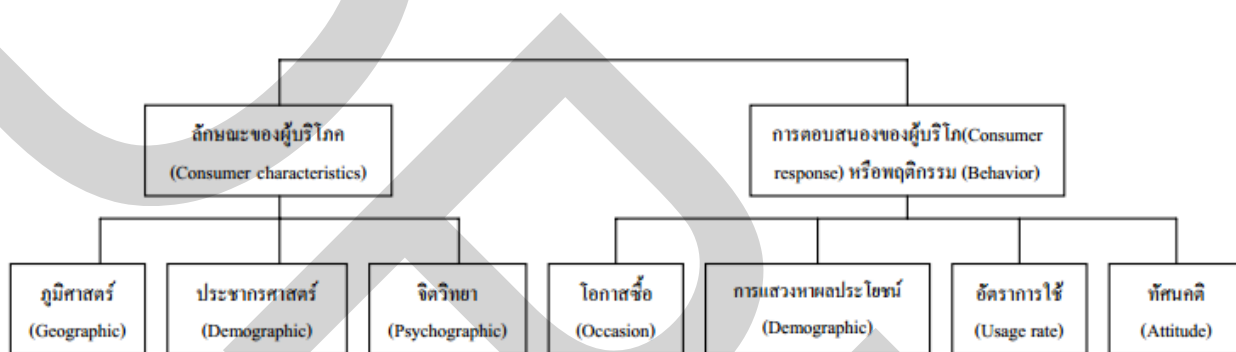 ลักษณะของผู้บริโภค
(Consumer characteristics)
การตอบสนองของผู้บริโภ(Consumer
response) หรือพฤติกรรม (Behavior)
ภูมิศาสตร์
(Geographic)
ประชากรศาสตร์
(Demographic)
จิตวิทยา
(Psychographic)
โอกาสซื้อ
(Occasion)
การแสวงหาผลประโยชน์
(Demographic)
อัตราการใช้
(Usage rate)
ทัศนคติ
(Attitude)